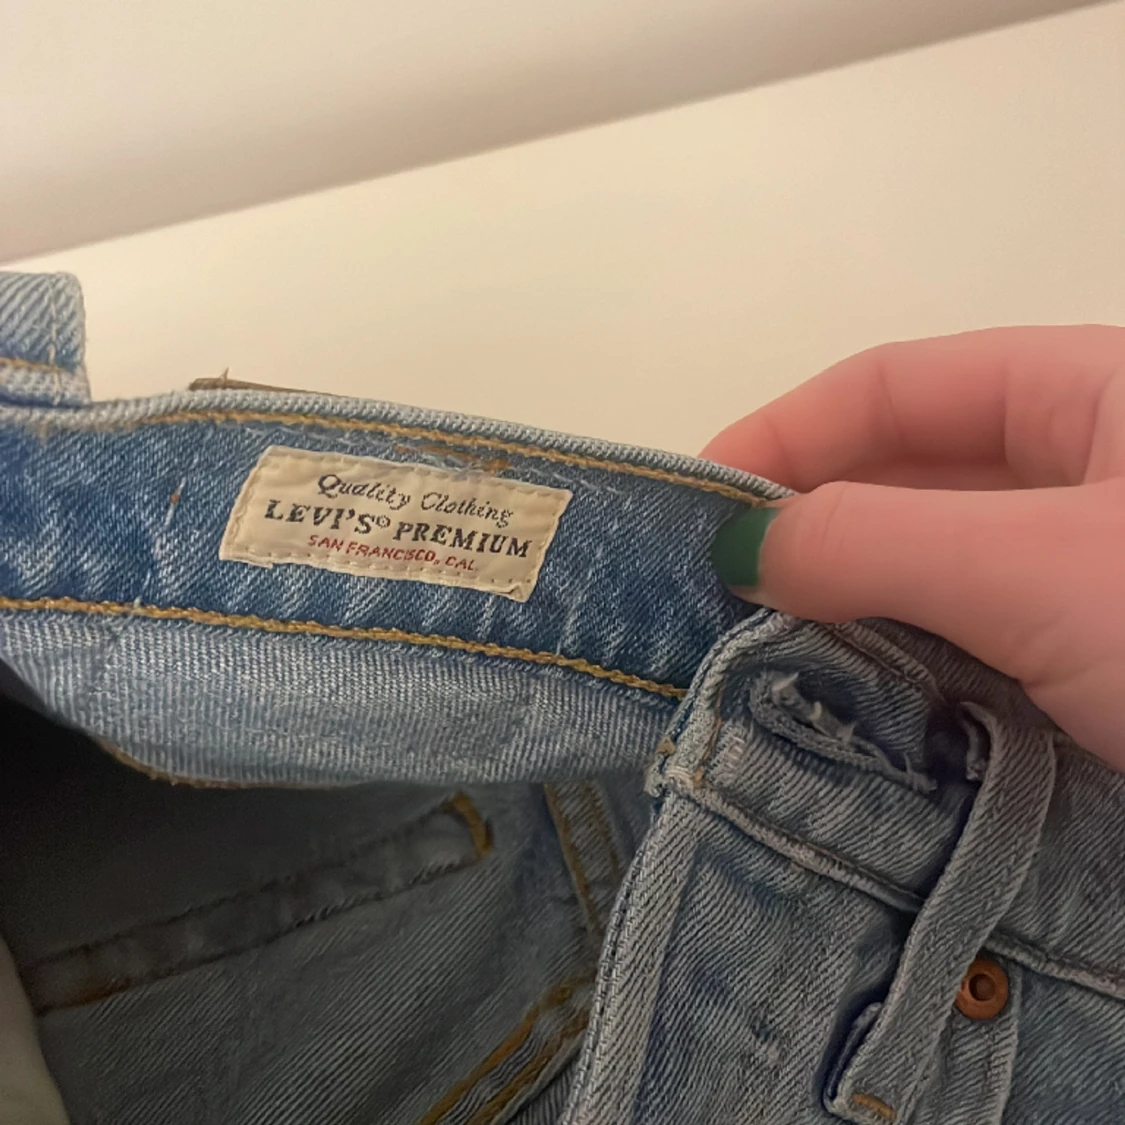 Quality Clothing
LEVI'S® PREMIUM
SAN FRANCISCO, CAL.